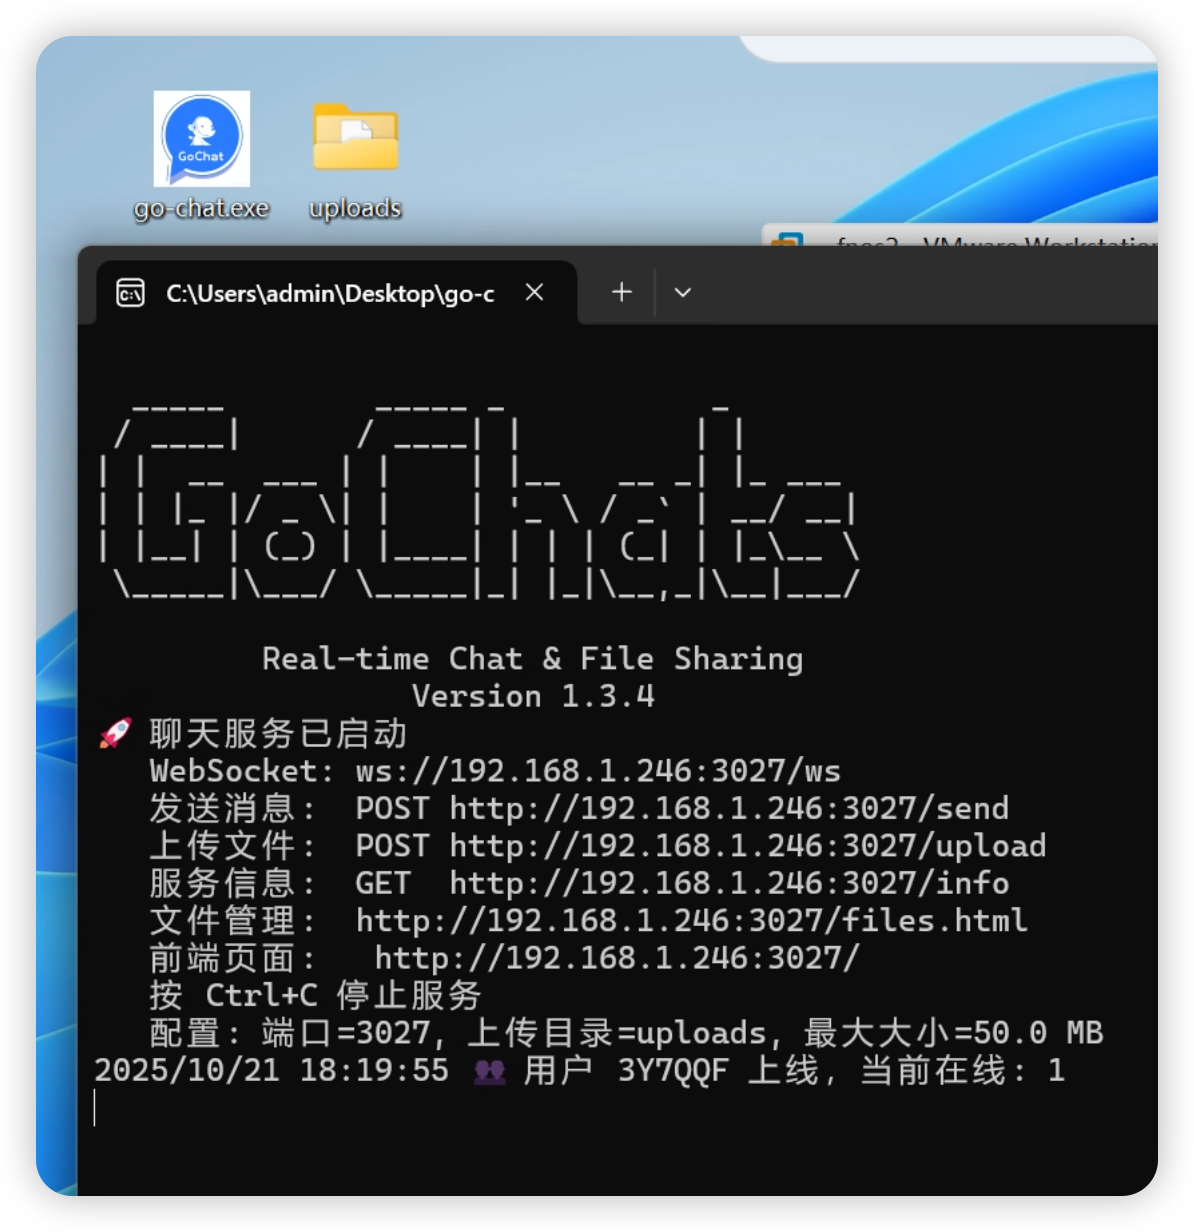 GoChat
go-chat.exe
uploads
fnos2 - VMware Workstation
C:\Users\admin\Desktop\go-c
GoChats
Real-time Chat & File Sharing
Version 1.3.4
🚀 聊天服务已启动
WebSocket: ws://192.168.1.246:3027/ws
发送消息: POST http://192.168.1.246:3027/send
上传文件: POST http://192.168.1.246:3027/upload
服务信息: GET http://192.168.1.246:3027/info
文件管理: http://192.168.1.246:3027/files.html
前端页面: http://192.168.1.246:3027/
按 Ctrl+C 停止服务
配置: 端口=3027, 上传目录=uploads, 最大大小=50.0 MB
2025/10/21 18:19:55 👥 用户 3Y7QQF 上线, 当前在线: 1